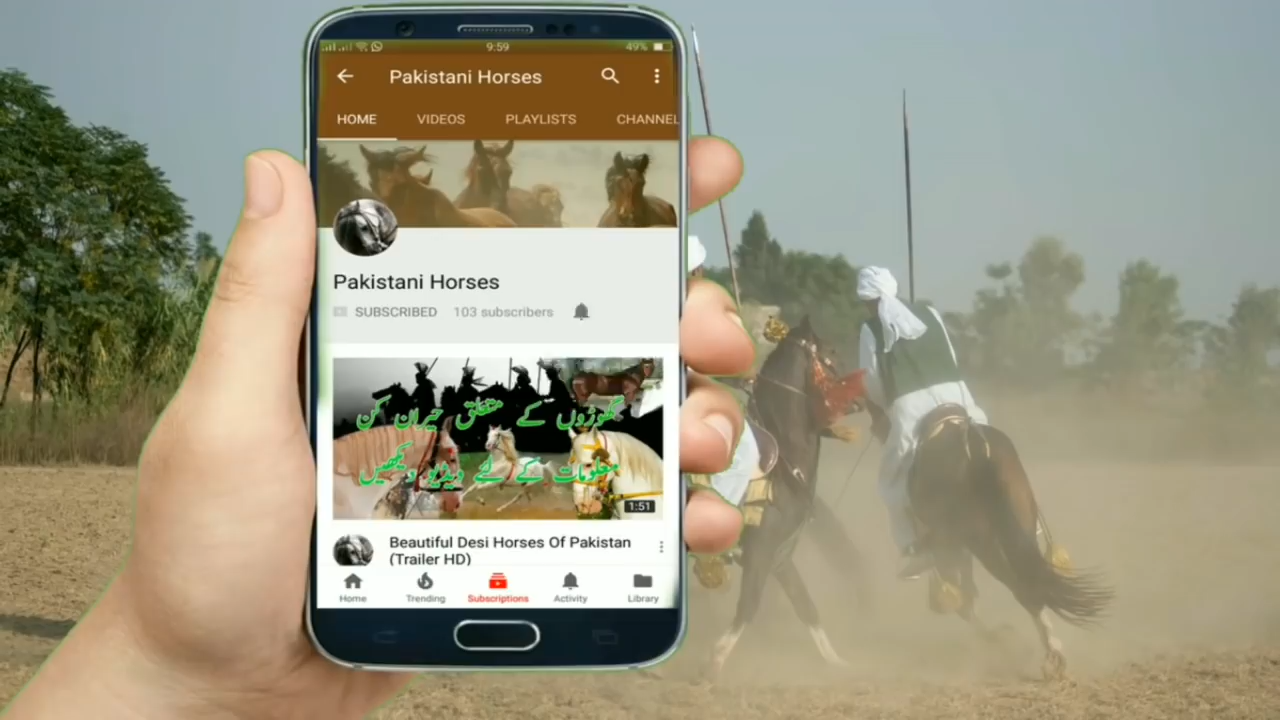 9:59
49%
Pakistani Horses
HOME VIDEOS PLAYLISTS CHANNEL
Pakistani Horses
SUBSCRIBED 103 subscribers
گھوڑوں کے متعلق حیران کن
معلومات کے لئے ویڈیو دیکھیں
1:51
Beautiful Desi Horses Of Pakistan
(Trailer HD)
Home Trending Subscriptions Activity Library